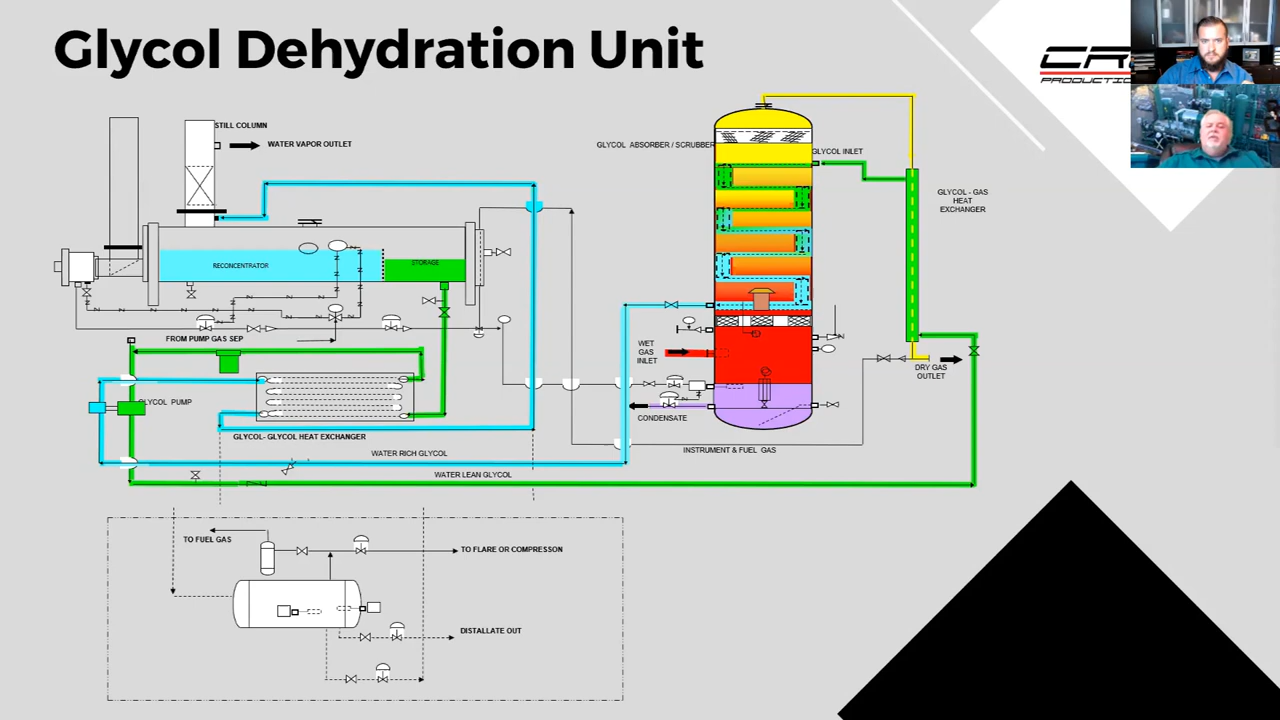 Glycol Dehydration Unit
PRODUCTIO
STILL COLUMN
WATER VAPOR OUTLET
GLYCOL ABSORBER / SCRUBBER
GLYCOL INLET
GLYCOL - GAS
HEAT
EXCHANGER
RECONCENTRATOR
STORAGE
FROM PUMP GAS SEP
WET
GAS
INLET
DRY GAS
OUTLET
GLYCOL PUMP
CONDENSATE
GLYCOL- GLYCOL HEAT EXCHANGER
WATER RICH GLYCOL
INSTRUMENT & FUEL GAS
WATER LEAN GLYCOL
TO FUEL GAS
TO FLARE OR COMPRESSON
DISTALLATE OUT